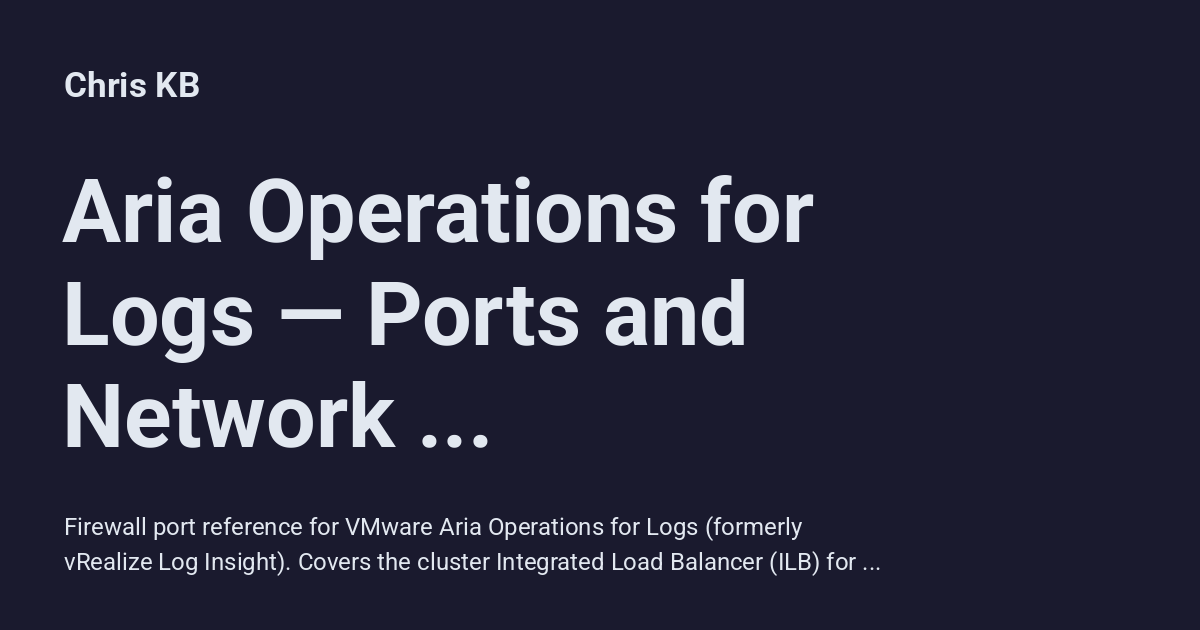 Chris KB
Aria Operations for
Logs — Ports and
Network ...
Firewall port reference for VMware Aria Operations for Logs (formerly
vRealize Log Insight). Covers the cluster Integrated Load Balancer (ILB) for ...